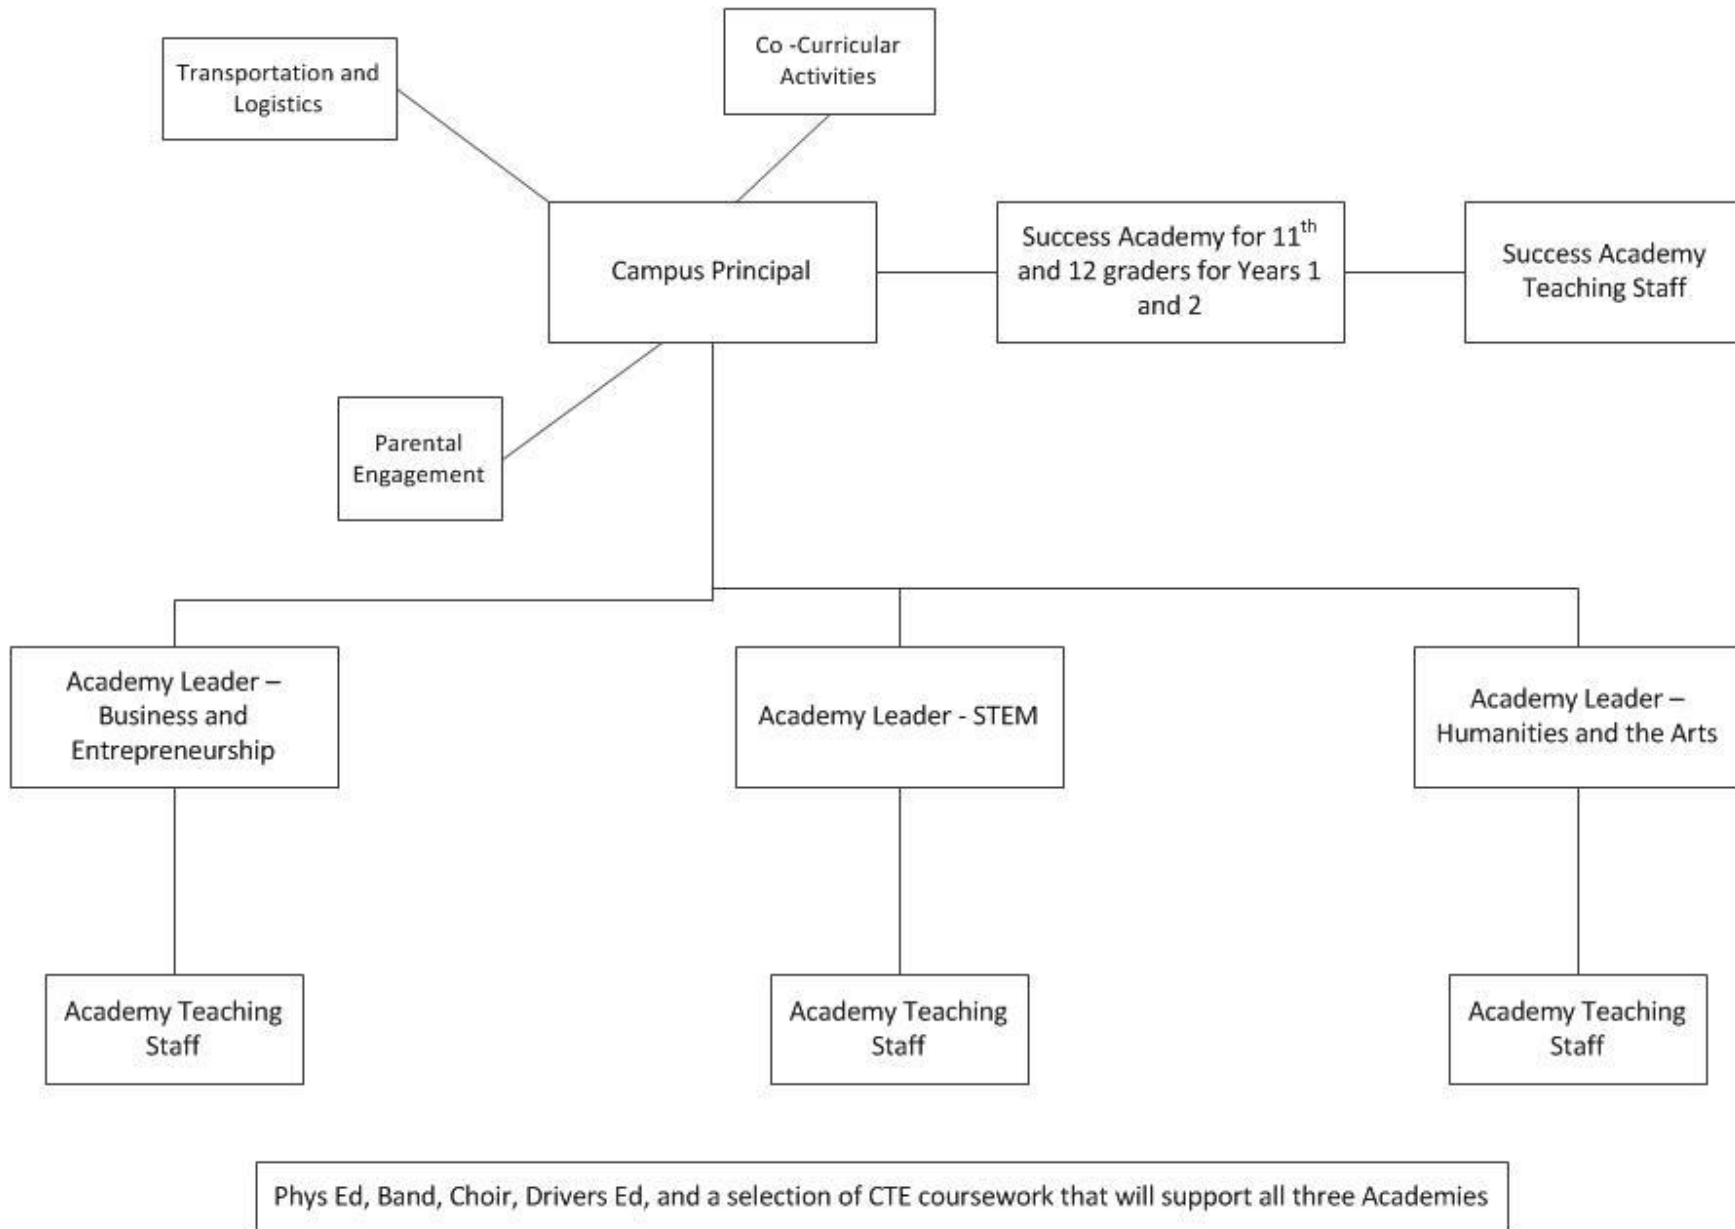 Co -Curricular
Activities
Transportation and
Logistics
Campus Principal
Success Academy for 11th
and 12 graders for Years 1
and 2
Success Academy
Teaching Staff
Parental
Engagement
Academy Leader –
Business and
Entrepreneurship
Academy Leader - STEM
Academy Leader –
Humanities and the Arts
Academy Teaching
Staff
Academy Teaching
Staff
Academy Teaching
Staff
Phys Ed, Band, Choir, Drivers Ed, and a selection of CTE coursework that will support all three Academies